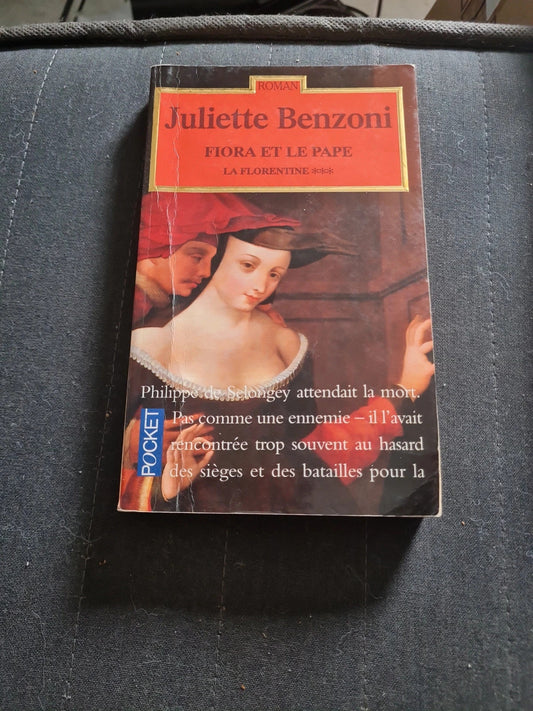 ROMAN
Juliette Benzoni
FIORA ET LE PAPE
LA FLORENTINE ***
Philippe de Selongey attendait la mort.
Pas comme une ennemie – il l'avait
rencontrée trop souvent au hasard
des sièges et des batailles pour la
POCKET